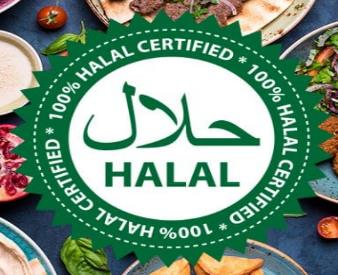 100% HALAL CERTIFIED * 100% HALAL CERTIFIED * 100% HALAL CERTIFIED *
حلال
HALAL